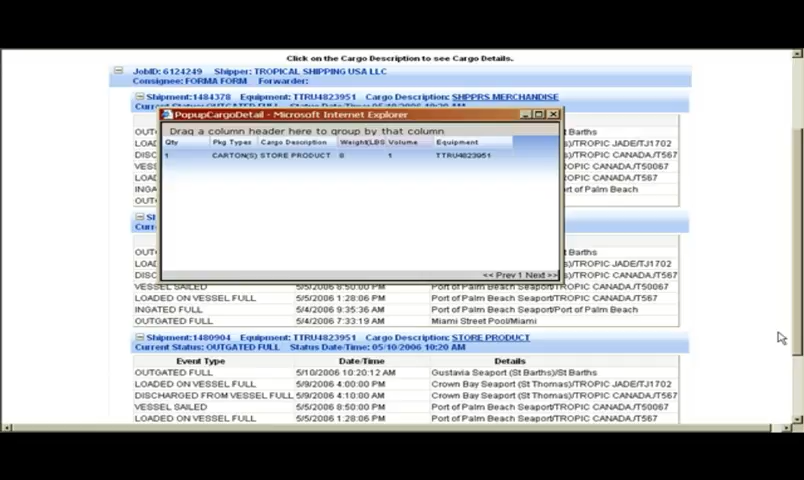 Click on the Cargo Description to see Cargo Details.
JobID: 6124249 Shipper: TROPICAL SHIPPING USA LLC
Consignee: FORMA FORM Forwarder:
Shipment:1484378 Equipment: TTRU4823951 Cargo Description: SHPPRS MERCHANDISE
PopupCargoDetail - Microsoft Internet Explorer
Drag a column header here to group by that column
Qty Pkg Types Cargo Description Weight(LBS Volume Equipment
1 CARTON(S) STORE PRODUCT 8 1 TTRU4823951
<< Prev 1 Next >>
VESSEL SAILED 5/5/2006 8:50:00 PM Port of Palm Beach Seaport/TROPIC CANADA/T50067
LOADED ON VESSEL FULL 5/5/2006 1:28:06 PM Port of Palm Beach Seaport/TROPIC CANADA/T567
INGATED FULL 5/4/2006 9:35:36 AM Port of Palm Beach Seaport/Port of Palm Beach
OUTGATED FULL 5/4/2006 7:33:19 AM Miami Street Pool/Miami
Shipment:1480904 Equipment: TTRU4823951 Cargo Description: STORE PRODUCT
Current Status: OUTGATED FULL Status Date/Time: 05/10/2006 10:20 AM
Event Type Date/Time Details
OUTGATED FULL 5/10/2006 10:20:12 AM Gustavia Seaport (St Barths)/St Barths
LOADED ON VESSEL FULL 5/9/2006 4:00:00 PM Crown Bay Seaport (St Thomas)/TROPIC JADE/TJ1702
DISCHARGED FROM VESSEL FULL 5/9/2006 4:10:00 AM Crown Bay Seaport (St Thomas)/TROPIC CANADA/T567
VESSEL SAILED 5/5/2006 8:50:00 PM Port of Palm Beach Seaport/TROPIC CANADA/T50067
LOADED ON VESSEL FULL 5/5/2006 1:28:06 PM Port of Palm Beach Seaport/TROPIC CANADA/T567